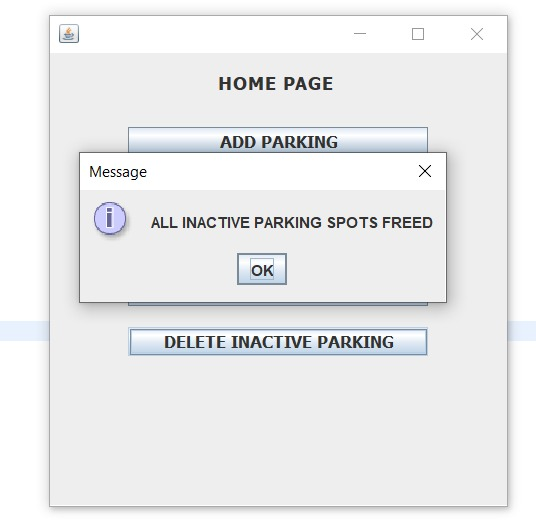 HOME PAGE
ADD PARKING
Message
i
ALL INACTIVE PARKING SPOTS FREED
OK
DELETE INACTIVE PARKING